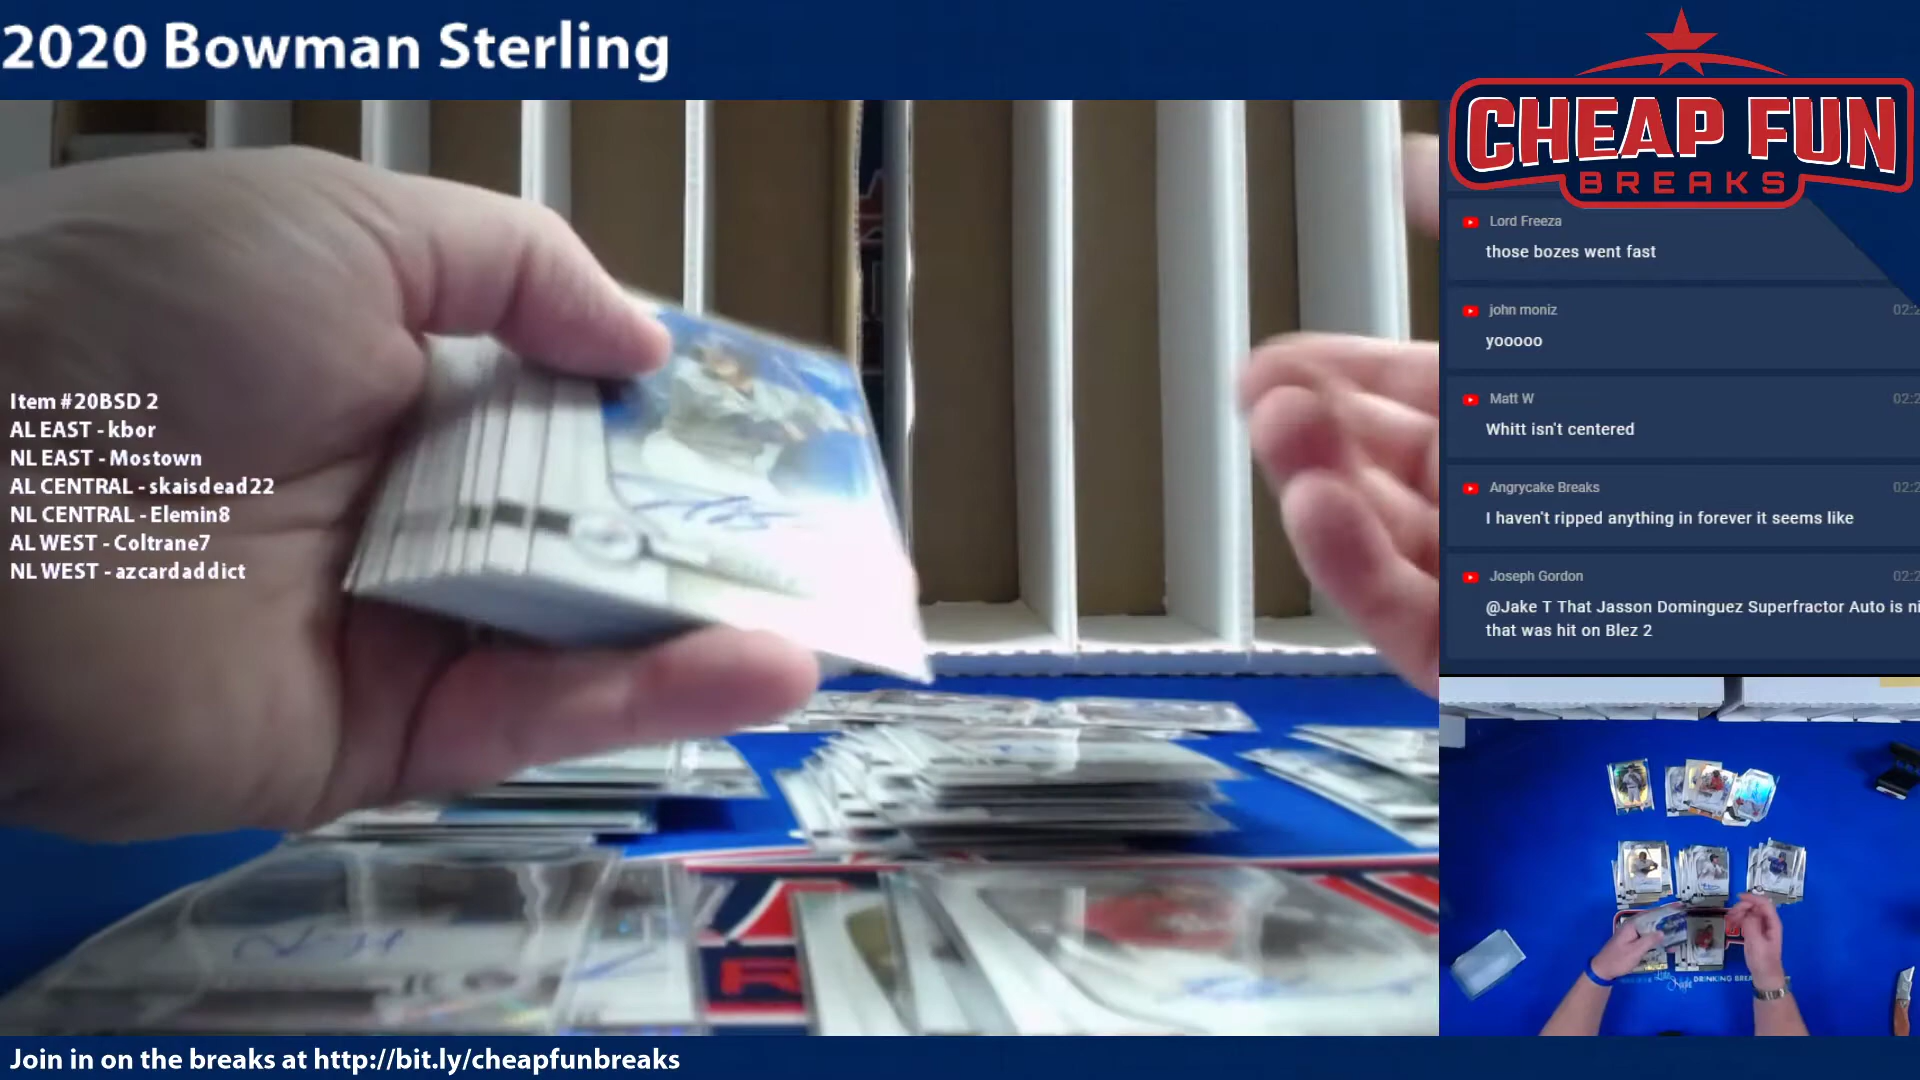 2020 Bowman Sterling
CHEAP FUN
BREAKS
Lord Freeza
those bozes went fast
john moniz
yooooo
Matt W
Whitt isn't centered
Angrycake Breaks
I haven't ripped anything in forever it seems like
Joseph Gordon
@Jake T That Jasson Dominguez Superfractor Auto is
that was hit on Blez 2
Item #20BSD 2
AL EAST - kbor
NL EAST - Mostown
AL CENTRAL - skaisdead22
NL CENTRAL - Elemin8
AL WEST - Coltrane7
NL WEST - azcardaddict
DRINKING
Join in on the breaks at http://bit.ly/cheapfunbreaks